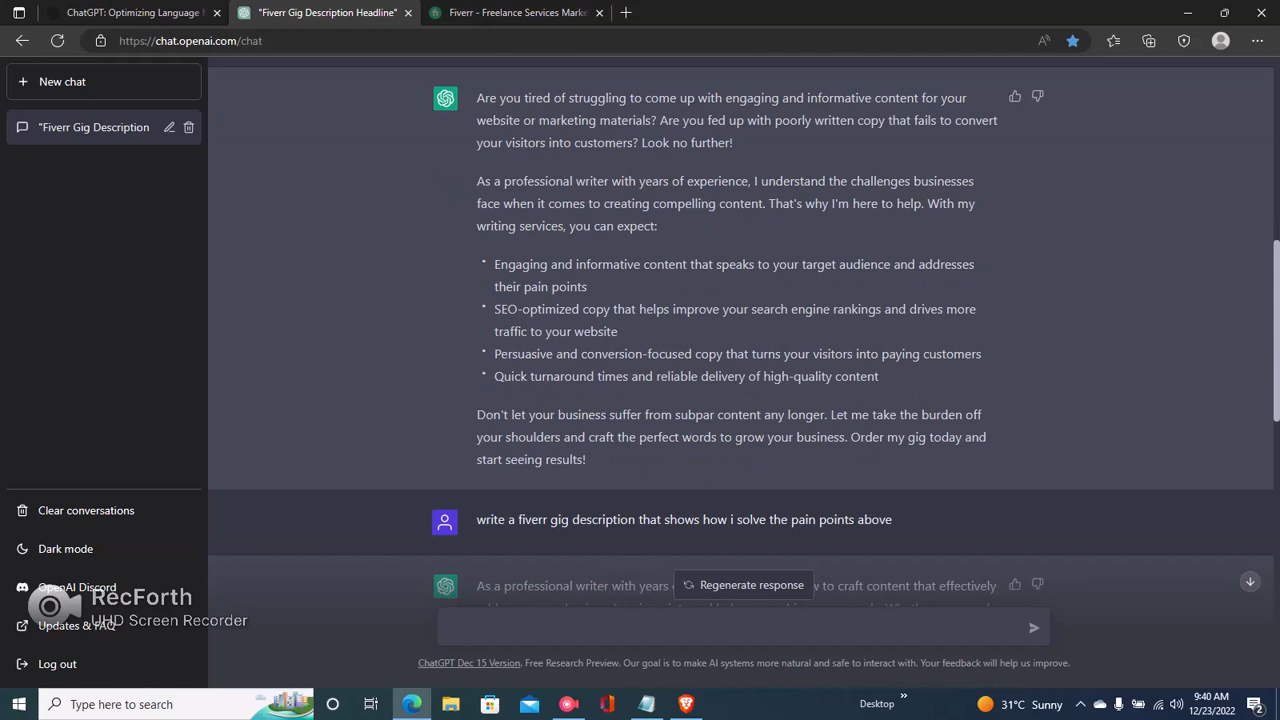 ChatGPT: Optimizing Language
"Fiverr Gig Description Headline"
Fiverr - Freelance Services Marke
https://chat.openai.com/chat
New chat
"Fiverr Gig Description
Are you tired of struggling to come up with engaging and informative content for your
website or marketing materials? Are you fed up with poorly written copy that fails to convert
your visitors into customers? Look no further!
As a professional writer with years of experience, I understand the challenges businesses
face when it comes to creating compelling content. That's why I'm here to help. With my
writing services, you can expect:
• Engaging and informative content that speaks to your target audience and addresses
their pain points
• SEO-optimized copy that helps improve your search engine rankings and drives more
traffic to your website
• Persuasive and conversion-focused copy that turns your visitors into paying customers
• Quick turnaround times and reliable delivery of high-quality content
Don't let your business suffer from subpar content any longer. Let me take the burden off
your shoulders and craft the perfect words to grow your business. Order my gig today and
start seeing results!
write a fiverr gig description that shows how i solve the pain points above
As a professional writer with years w to craft content that effectively
Regenerate response
Clear conversations
Dark mode
OpenAI Discord
Updates & FAQ
Log out
RecForth
UHD Screen Recorder
ChatGPT Dec 15 Version. Free Research Preview. Our goal is to make AI systems more natural and safe to interact with. Your feedback will help us improve.
Type here to search
Desktop
31°C Sunny
9:40 AM
12/23/2022
2